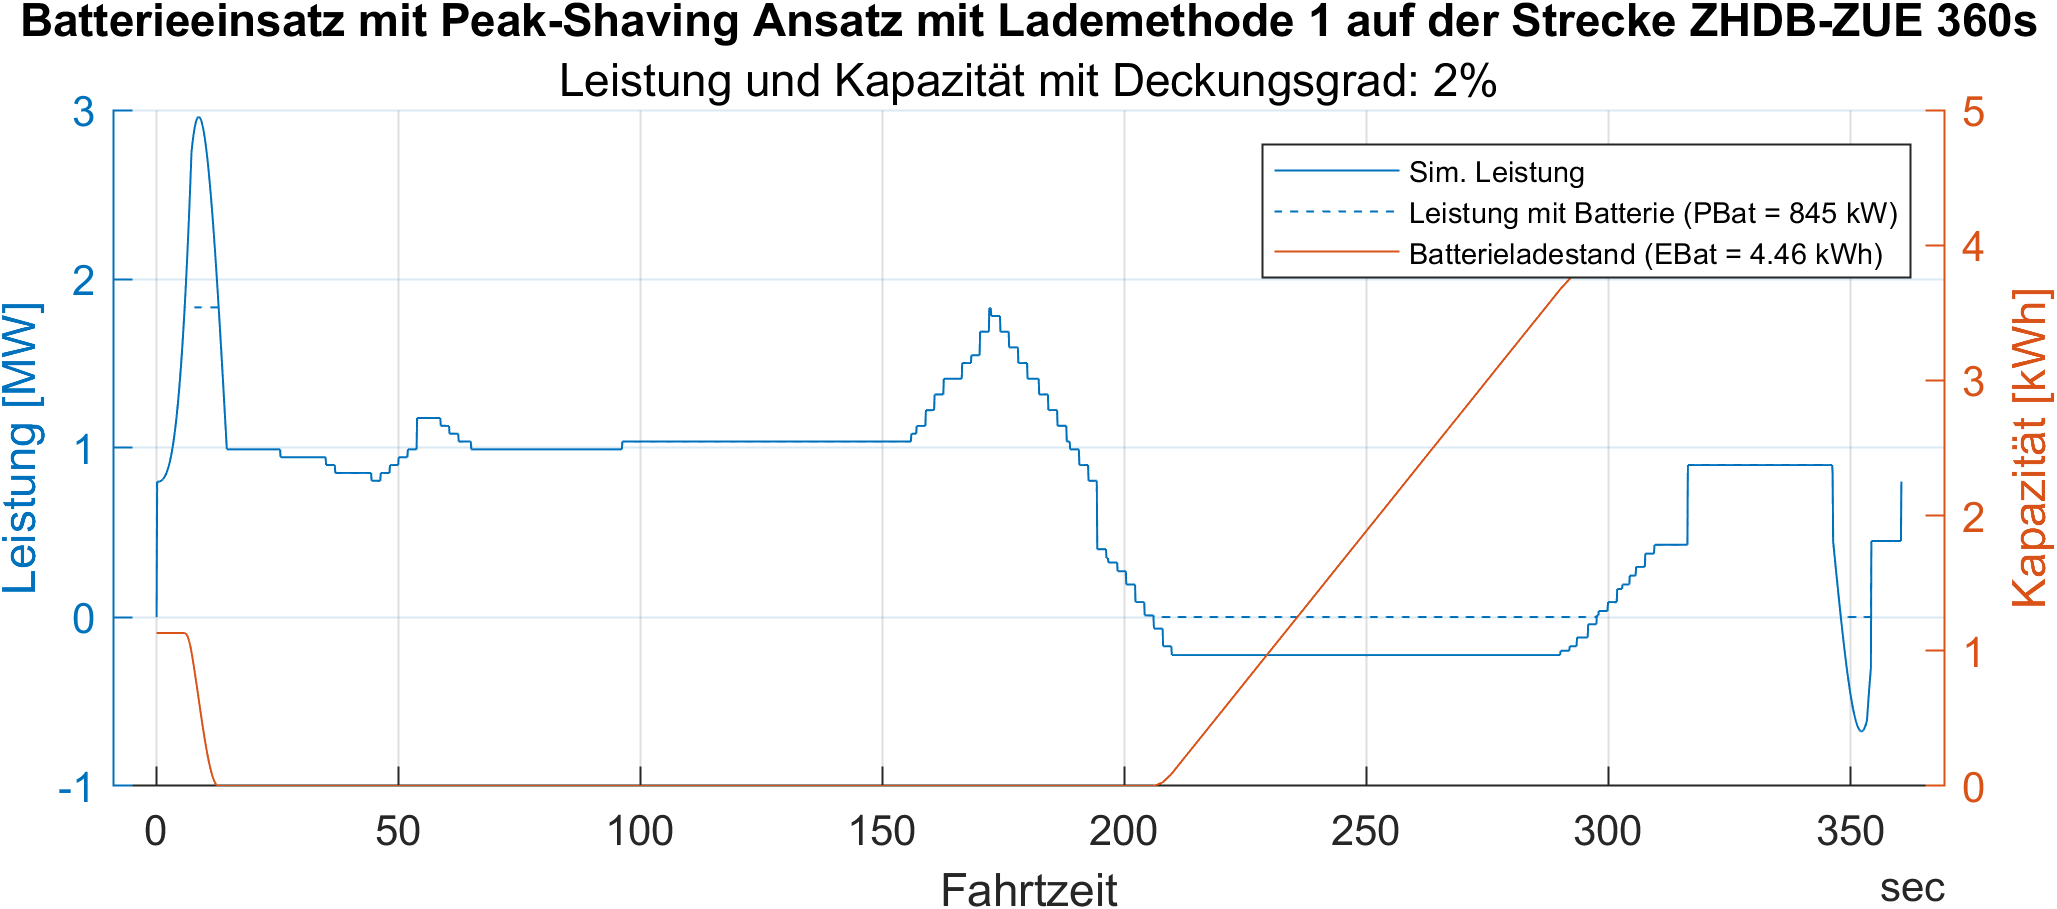 Batterieeinsatz mit Peak-Shaving Ansatz mit Lademethode 1 auf der Strecke ZHDB-ZUE 360s
Leistung und Kapazität mit Deckungsgrad: 2%
Leistung [MW]
3
2
1
0
-1
Sim. Leistung
Leistung mit Batterie (PBat = 845 kW)
Batterieladestand (EBat = 4.46 kWh)
5
4
3
2
1
0
Kapazität [kWh]
0 50 100 150 200 250 300 350
Fahrtzeit
sec